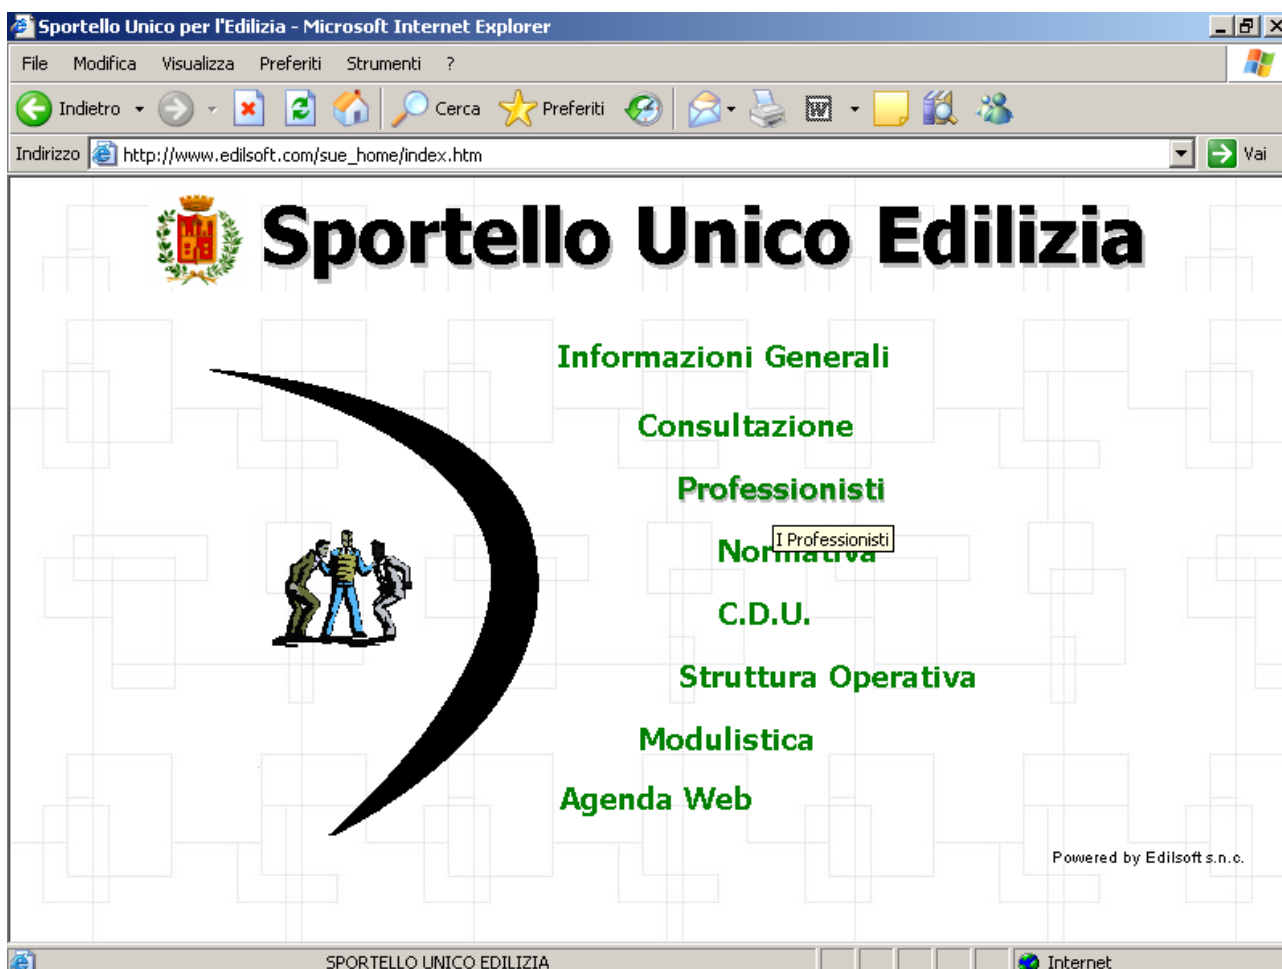 Sportello Unico per l'Edilizia - Microsoft Internet Explorer
File Modifica Visualizza Preferiti Strumenti ?
Indietro Cerca Preferiti
Indirizzo http://www.edilsoft.com/sue_home/index.htm Vai
Sportello Unico Edilizia
Informazioni Generali
Consultazione
Professionisti
I Professionisti
Normativa
C.D.U.
Struttura Operativa
Modulistica
Agenda Web
Powered by Edilsoft s.n.c.
SPORTELLO UNICO EDILIZIA Internet